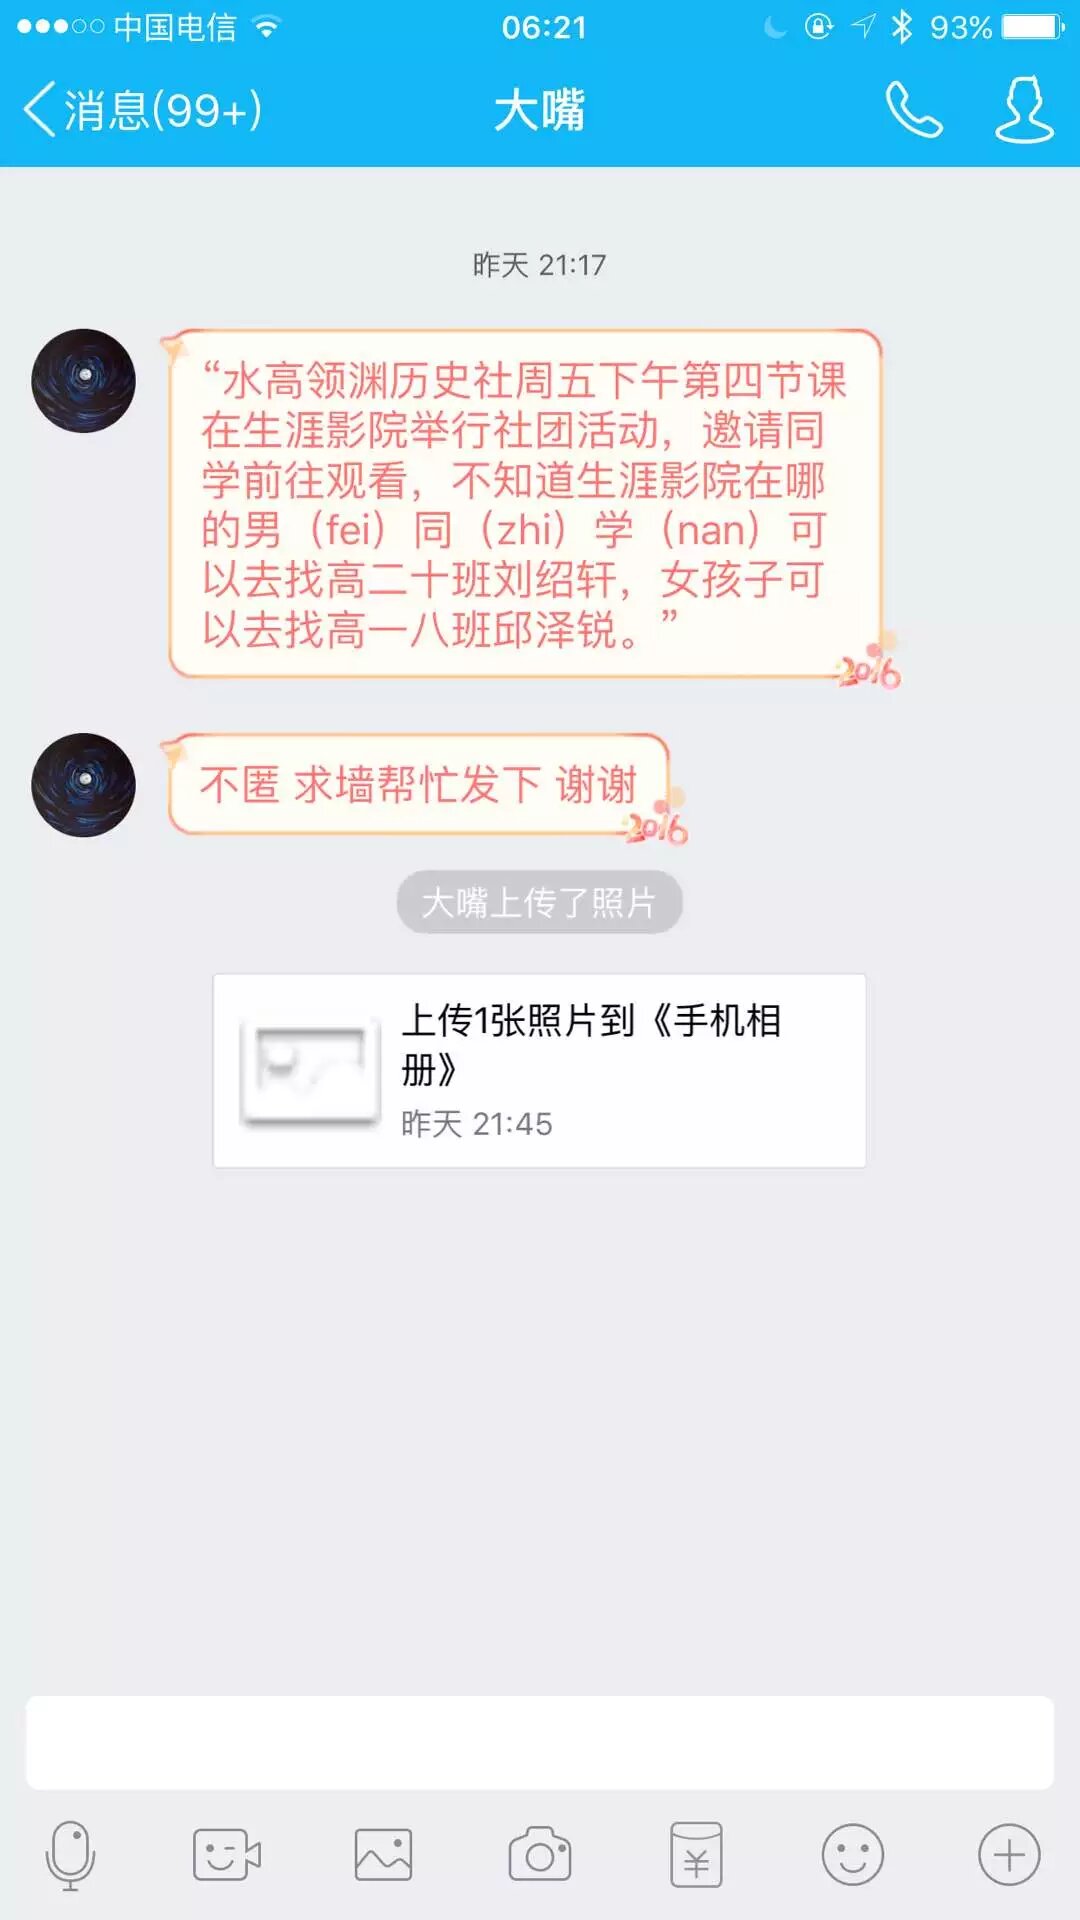 中国电信
06:21
93%
消息(99+)
大嘴
昨天 21:17
“水高领渊历史社周五下午第四节课
在生涯影院举行社团活动，邀请同
学前往观看，不知道生涯影院在哪
的男（fei）同（zhi）学（nan）可
以去找高二十班刘绍轩，女孩子可
以去找高一八班邱泽锐。”
2016
不匿 求墙帮忙发下 谢谢
2016
大嘴上传了照片
上传1张照片到《手机相
册》
昨天 21:45